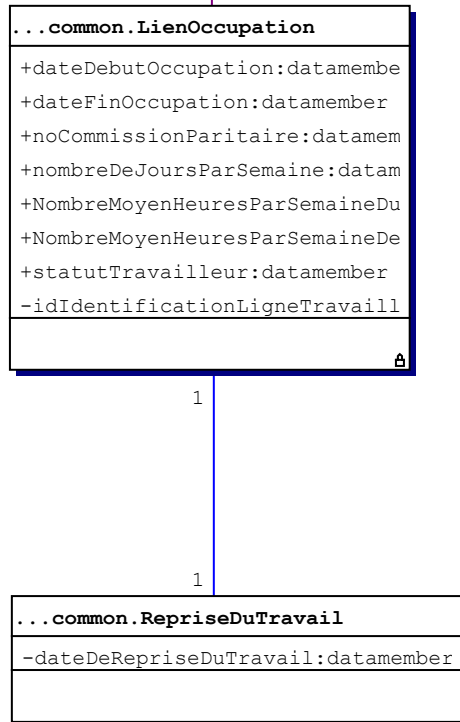 ...common.LienOccupation
+dateDebutOccupation:datamembe
+dateFinOccupation:datamember
+noCommissionParitaire:datamem
+nombreDeJoursParSemaine:datam
+NombreMoyenHeuresParSemaineDu
+NombreMoyenHeuresParSemaineDe
+statutTravailleur:datamember
-idIdentificationLigneTravaill
1
1
...common.RepriseDuTravail
-dateDeRepriseDuTravail:datamember